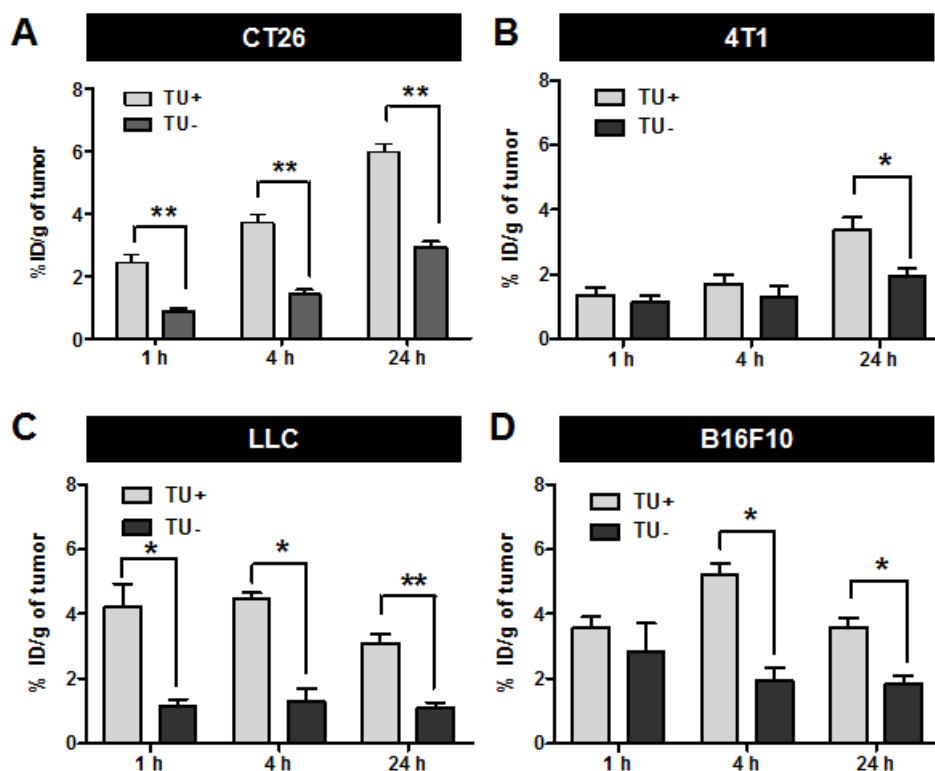 A
CT26
% ID/g of tumor
8
6
4
2
0
TU+
TU-
**
**
**
1 h
4 h
24 h
B
4T1
% ID/g of tumor
8
6
4
2
0
TU+
TU-
*
1 h
4 h
24 h
C
LLC
% ID/g of tumor
8
6
4
2
0
TU+
TU-
*
*
**
1 h
4 h
24 h
D
B16F10
% ID/g of tumor
8
6
4
2
0
TU+
TU-
*
*
1 h
4 h
24 h